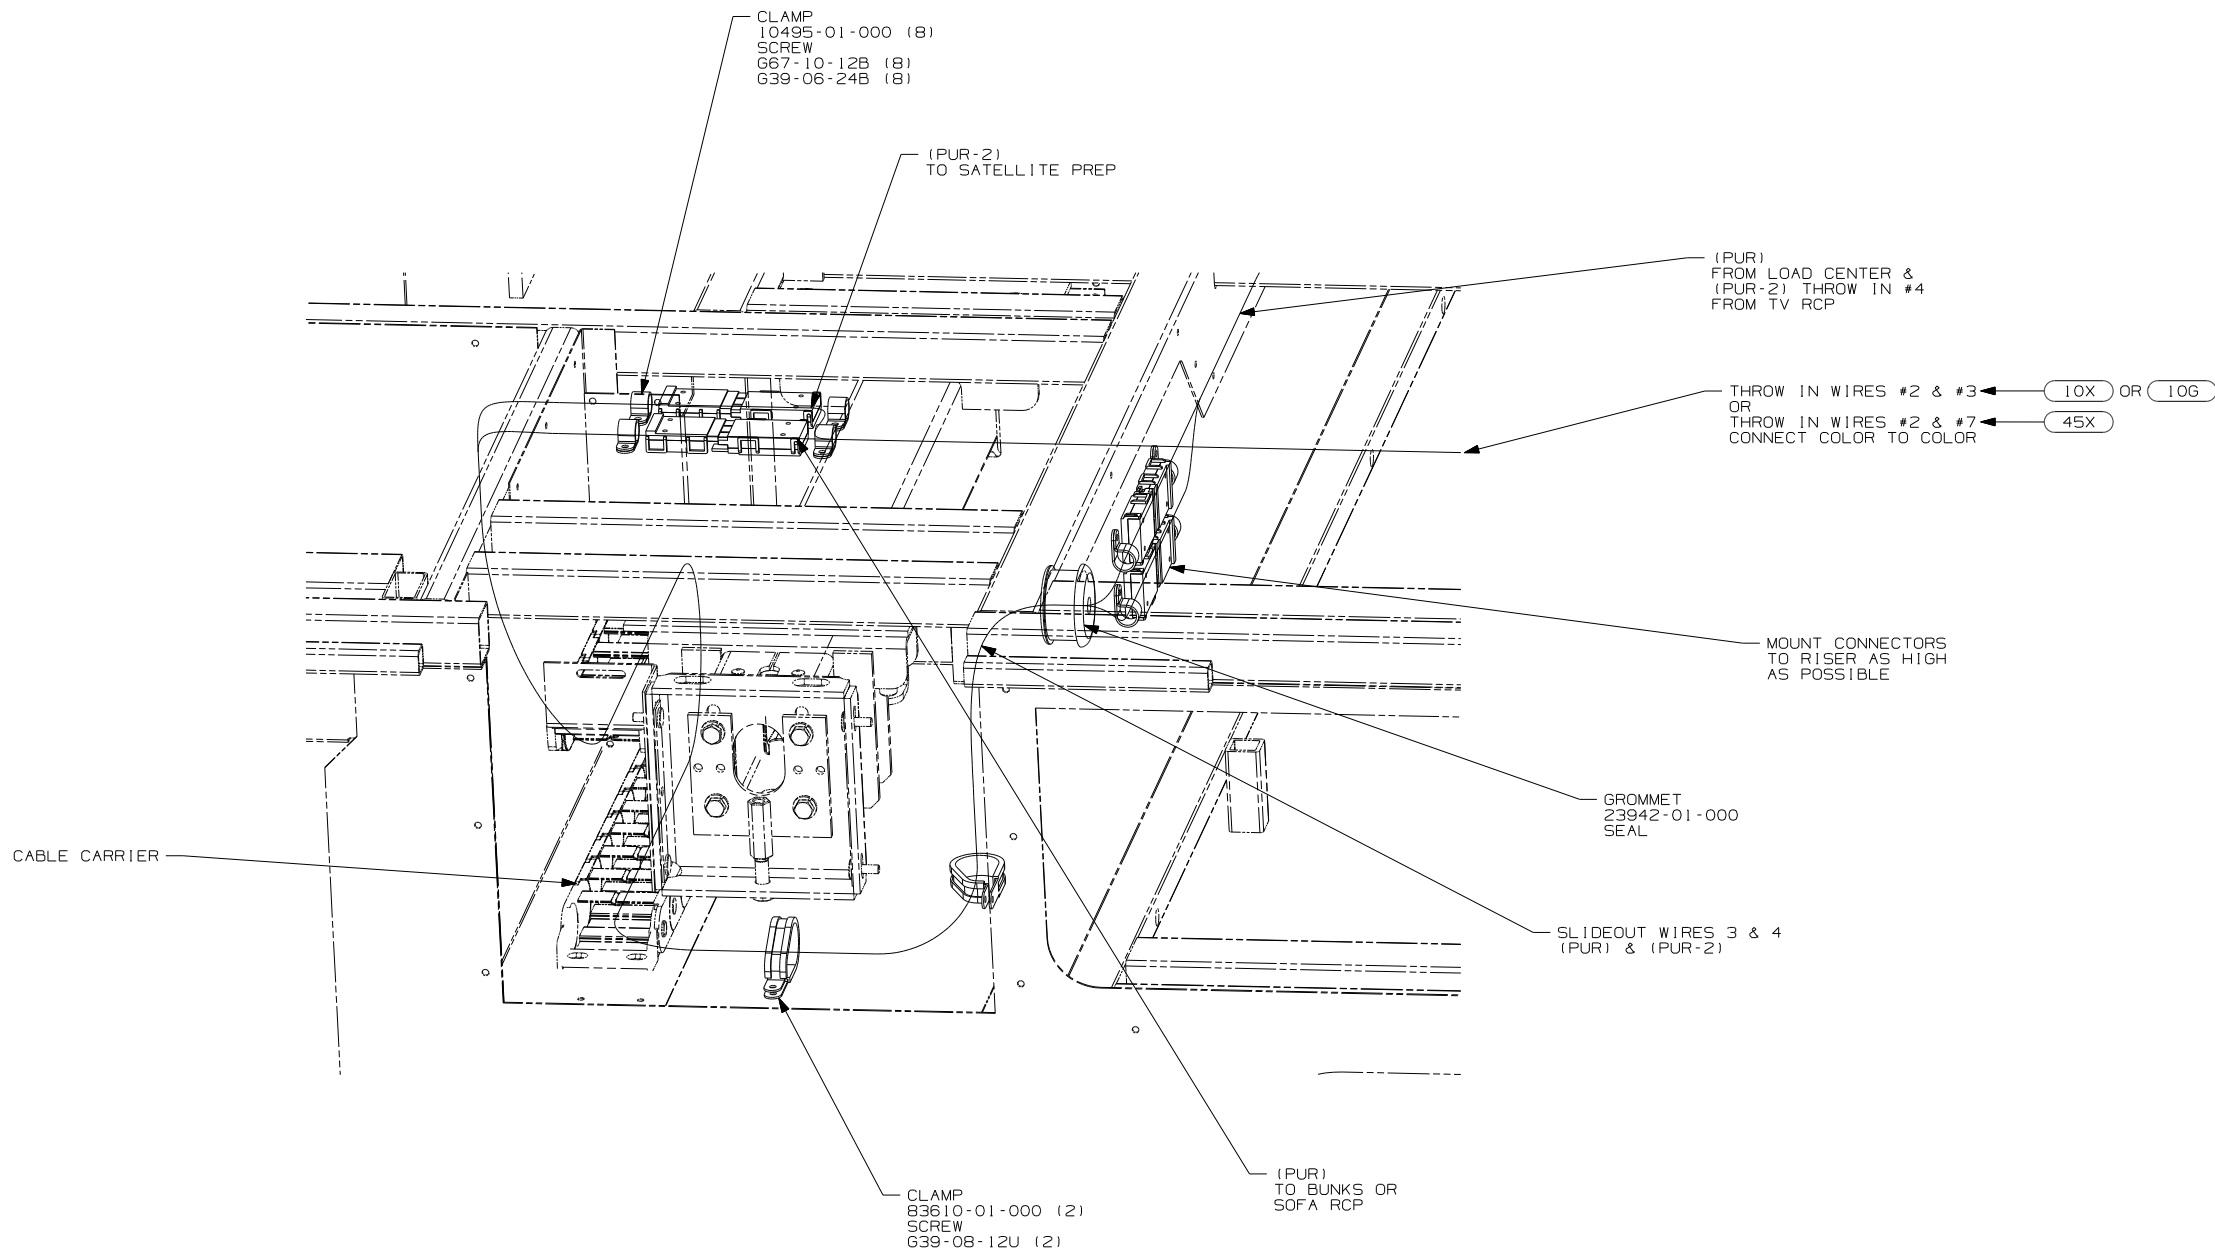 CLAMP
10495-01-000 (8)
SCREW
G67-10-12B (8)
G39-06-24B (8)
(PUR-2)
TO SATELLITE PREP
(PUR)
FROM LOAD CENTER &
(PUR-2) THROW IN #4
FROM TV RCP
THROW IN WIRES #2 & #3 10X OR 10G
OR
THROW IN WIRES #2 & #7 45X
CONNECT COLOR TO COLOR
MOUNT CONNECTORS
TO RISER AS HIGH
AS POSSIBLE
GROMMET
23942-01-000
SEAL
CABLE CARRIER
SLIDEOUT WIRES 3 & 4
(PUR) & (PUR-2)
(PUR)
TO BUNKS OR
SOFA RCP
CLAMP
83610-01-000 (2)
SCREW
G39-08-12U (2)